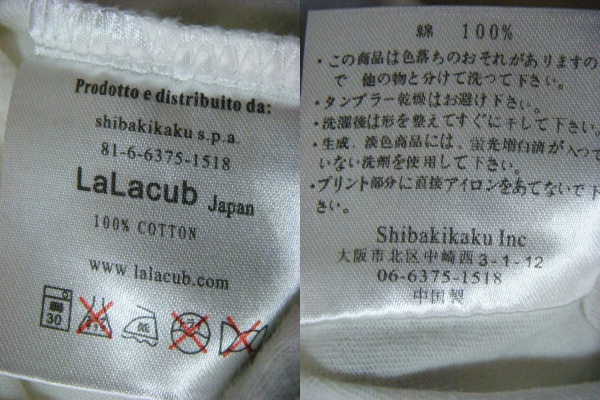 Prodotto e distribuito da:
shibakikaku s.p.a.
81-6-6375-1518
LaLacub Japan
100% COTTON
www.lalacub.com
30
綿 100%
・この商品は色落ちのおそれがありますの
で 他の物と分けて洗って下さい。
・タンブラー乾燥はお避け下さい。
・洗濯後は形を整えてすぐに干して下さい。
・生成、淡色商品には、蛍光増白済が入って
いない洗剤を使用して下さい。
・プリント部分に直接アイロンをあてないで下
さい。
Shibakikaku Inc
大阪市北区中崎西3-1-12
06-6375-1518
中国製